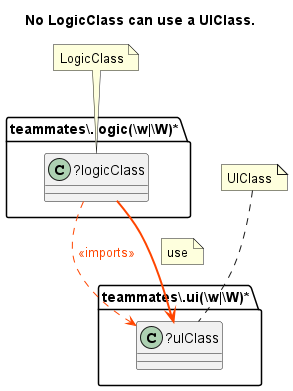 No LogicClass can use a UIClass.
LogicClass
teammates\.logic(\w|\W)*
C ?logicClass
UIClass
«imports»
use
teammates\.ui(\w|\W)*
C ?uiClass